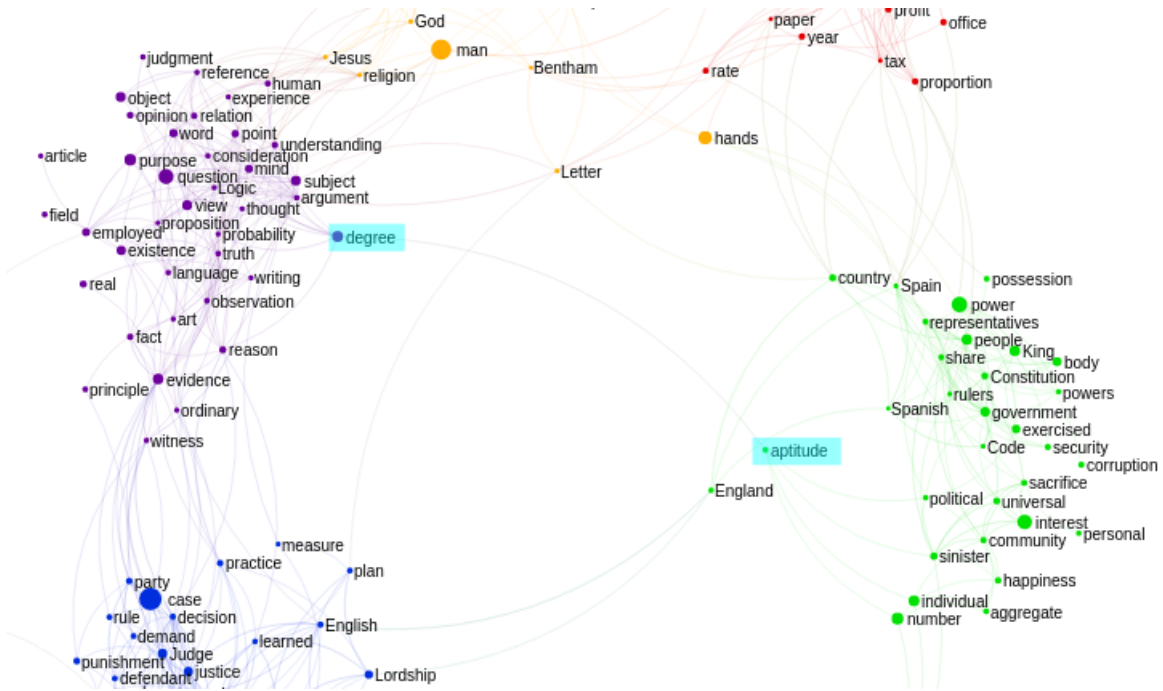 God
man
Jesus
religion
Bentham
paper
year
profit
office
tax
rate
proportion
hands
Letter
judgment
reference
human
object
experience
opinion
relation
word
point
understanding
article
purpose
consideration
mind
question
Logic
subject
argument
view
thought
field
proposition
employed
probability
degree
existence
truth
language
writing
real
observation
art
fact
reason
evidence
principle
ordinary
witness
country
Spain
possession
power
representatives
people
King
share
body
Constitution
rulers
powers
Spanish
government
exercised
Code
security
aptitude
corruption
England
sacrifice
political
universal
interest
personal
community
sinister
happiness
individual
aggregate
number
measure
practice
plan
party
case
rule
decision
English
demand
learned
Judge
punishment
justice
defendant
Lordship